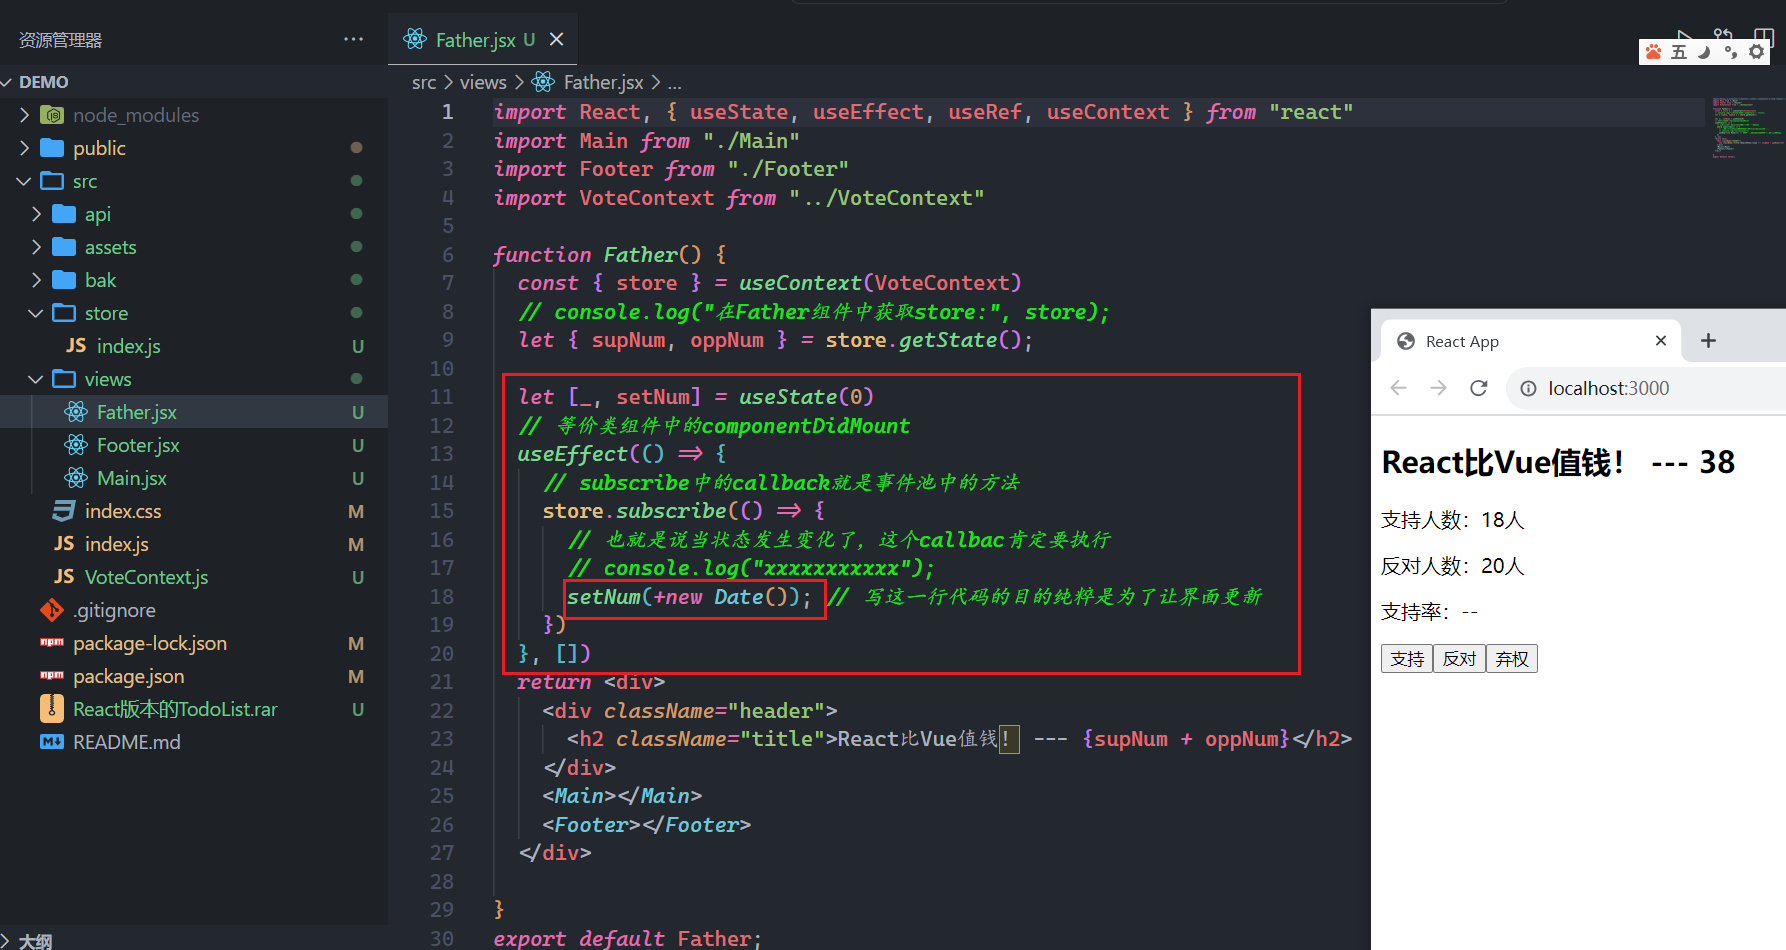 资源管理器
DEMO
node_modules
public
src
api
assets
bak
store
JS index.js U
views
Father.jsx U
Footer.jsx U
Main.jsx U
index.css M
JS index.js M
JS VoteContext.js U
.gitignore
npm package-lock.json M
npm package.json M
React版本的TodoList.rar U
M↓ README.md
大纲
Father.jsx U
src > views > Father.jsx > ...
五
1 import React, { useState, useEffect, useRef, useContext } from "react"
2 import Main from "./Main"
3 import Footer from "./Footer"
4 import VoteContext from "../VoteContext"
5
6 function Father() {
7 const { store } = useContext(VoteContext)
8 // console.log("在Father组件中获取store:", store);
9 let { supNum, oppNum } = store.getState();
10
11 let [_, setNum] = useState(0)
12 // 等价类组件中的componentDidMount
13 useEffect(() => {
14 // subscribe中的callback就是事件池中的方法
15 store.subscribe(() => {
16 // 也就是说当状态发生变化了，这个callbac肯定要执行
17 // console.log("xxxxxxxxxxx");
18 setNum(+new Date()); // 写这一行代码的目的纯粹是为了让界面更新
19 })
20 }, [])
21 return <div>
22 <div className="header">
23 <h2 className="title">React比Vue值钱！ --- {supNum + oppNum}</h2>
24 </div>
25 <Main></Main>
26 <Footer></Footer>
27 </div>
28
29 }
30 export default Father;
React App
localhost:3000
React比Vue值钱！ --- 38
支持人数：18人
反对人数：20人
支持率：--
支持 反对 弃权